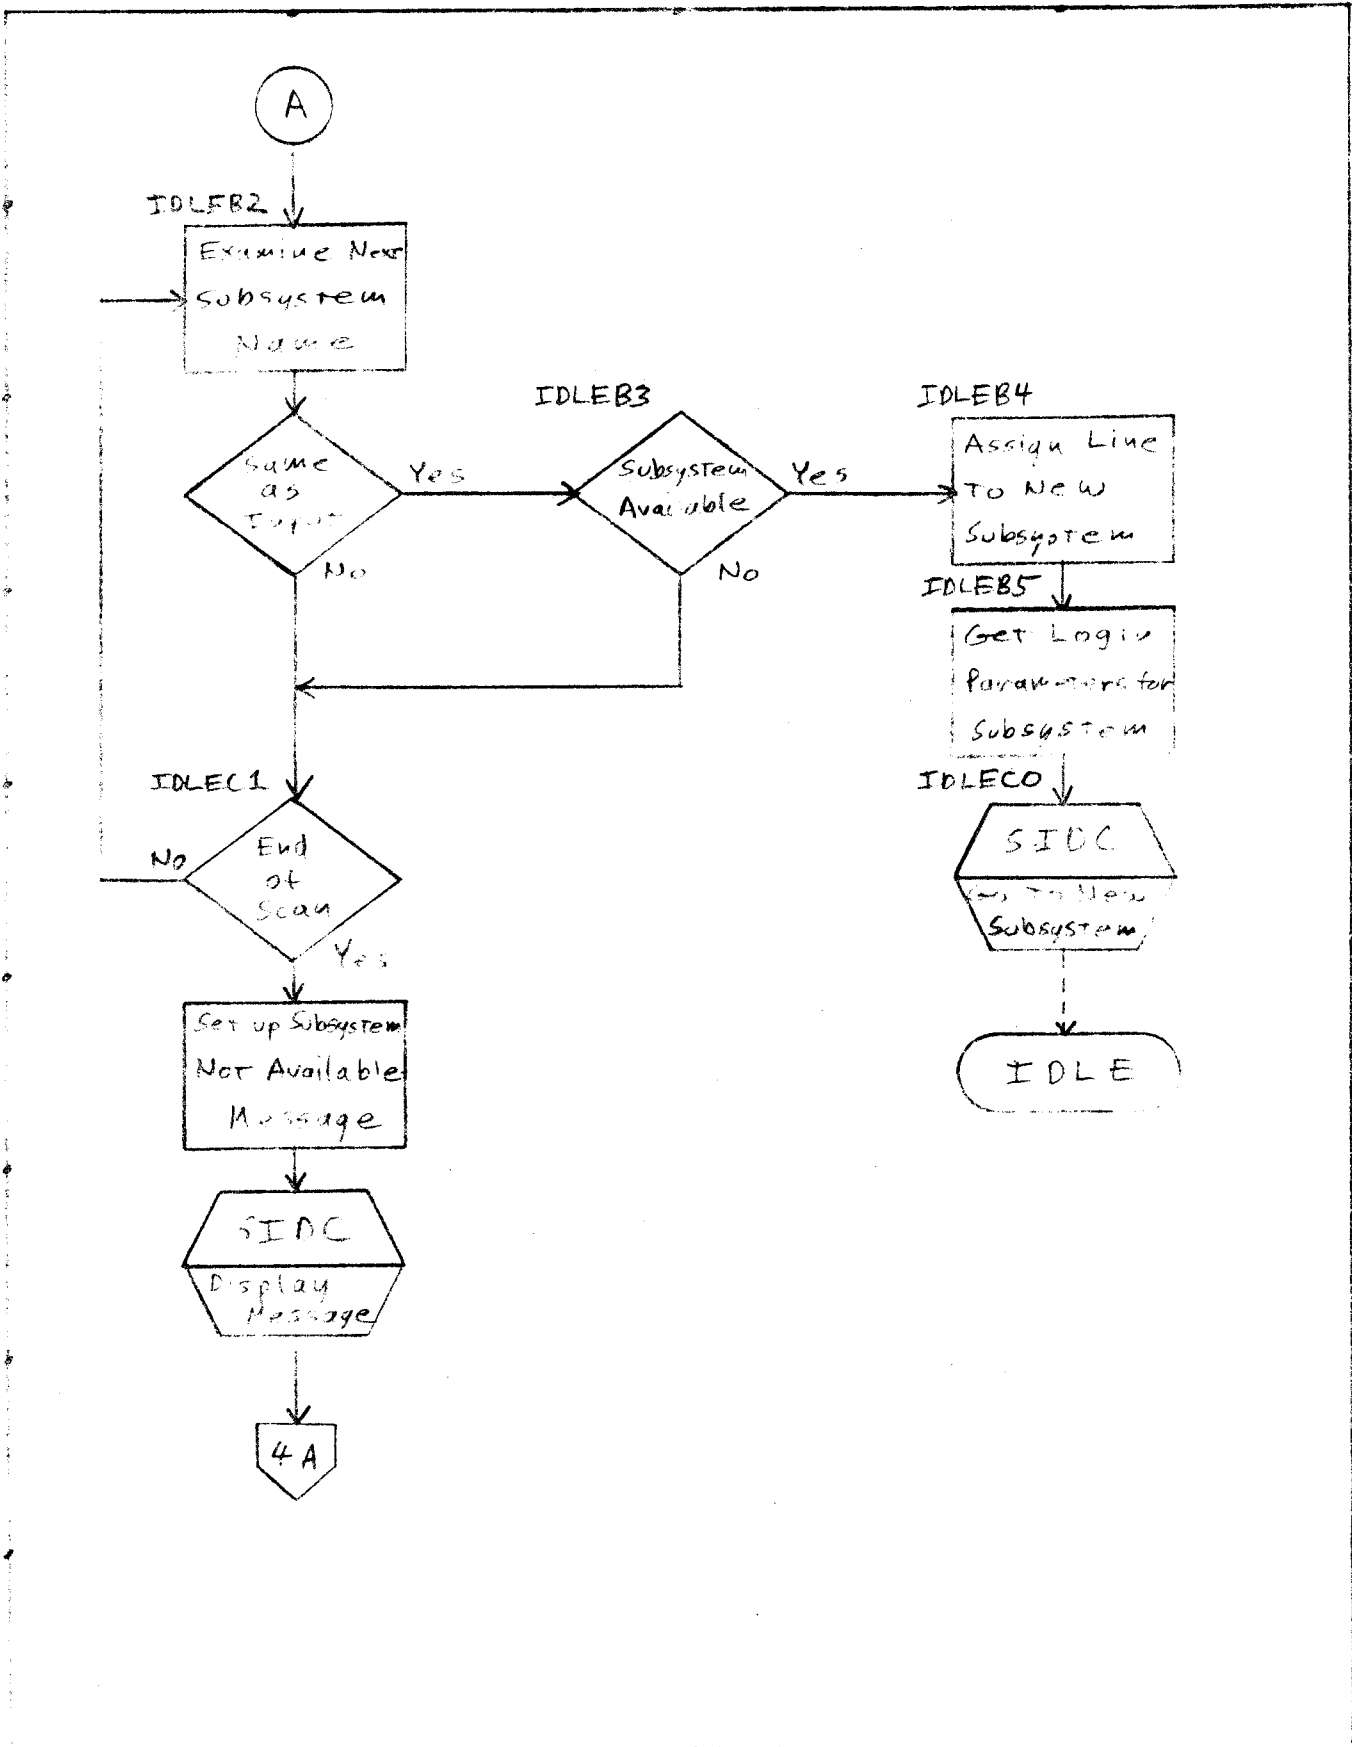 A
IDLEB2
Examine Next
Subsystem
Name
Same
as
Input
Yes
No
IDLEB3
Subsystem
Available
Yes
No
IDLEB4
Assign Line
To New
Subsystem
IDLEB5
Get Login
Parameters for
Subsystem
IDLEC0
SIDC
Go To New
Subsystem
IDLE
IDLEC1
End
of
Scan
No
Yes
Set up Subsystem
Not Available
Message
SIDC
Display
Message
4A